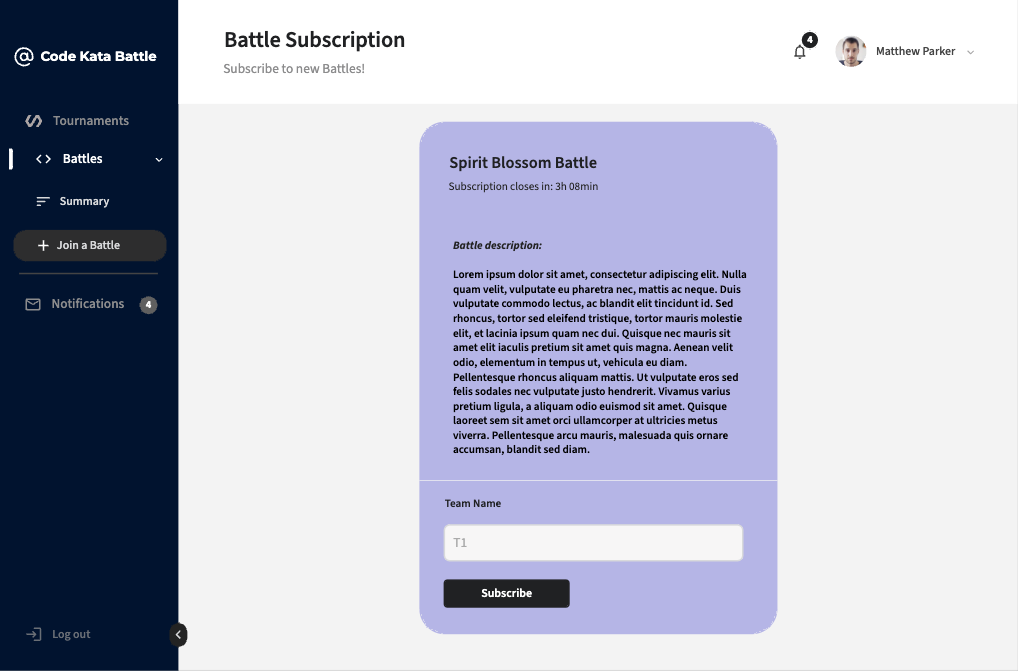 @ Code Kata Battle
Tournaments
Battles
Summary
Join a Battle
Notifications 4
Log out
Battle Subscription
Subscribe to new Battles!
4
Matthew Parker
Spirit Blossom Battle
Subscription closes in: 3h 08min
Battle description:
Lorem ipsum dolor sit amet, consectetur adipiscing elit. Nulla
quam velit, vulputate eu pharetra nec, mattis ac neque. Duis
vulputate commodo lectus, ac blandit elit tincidunt id. Sed
rhoncus, tortor sed eleifend tristique, tortor mauris molestie
elit, et lacinia ipsum quam nec dui. Quisque nec mauris sit
amet elit iaculis pretium sit amet quis magna. Aenean velit
odio, elementum in tempus ut, vehicula eu diam.
Pellentesque rhoncus aliquam mattis. Ut vulputate eros sed
felis sodales nec vulputate justo hendrerit. Vivamus varius
pretium ligula, a aliquam odio euismod sit amet. Quisque
laoreet sem sit amet orci ullamcorper at ultricies metus
viverra. Pellentesque arcu mauris, malesuada quis ornare
accumsan, blandit sed diam.
Team Name
T1
Subscribe